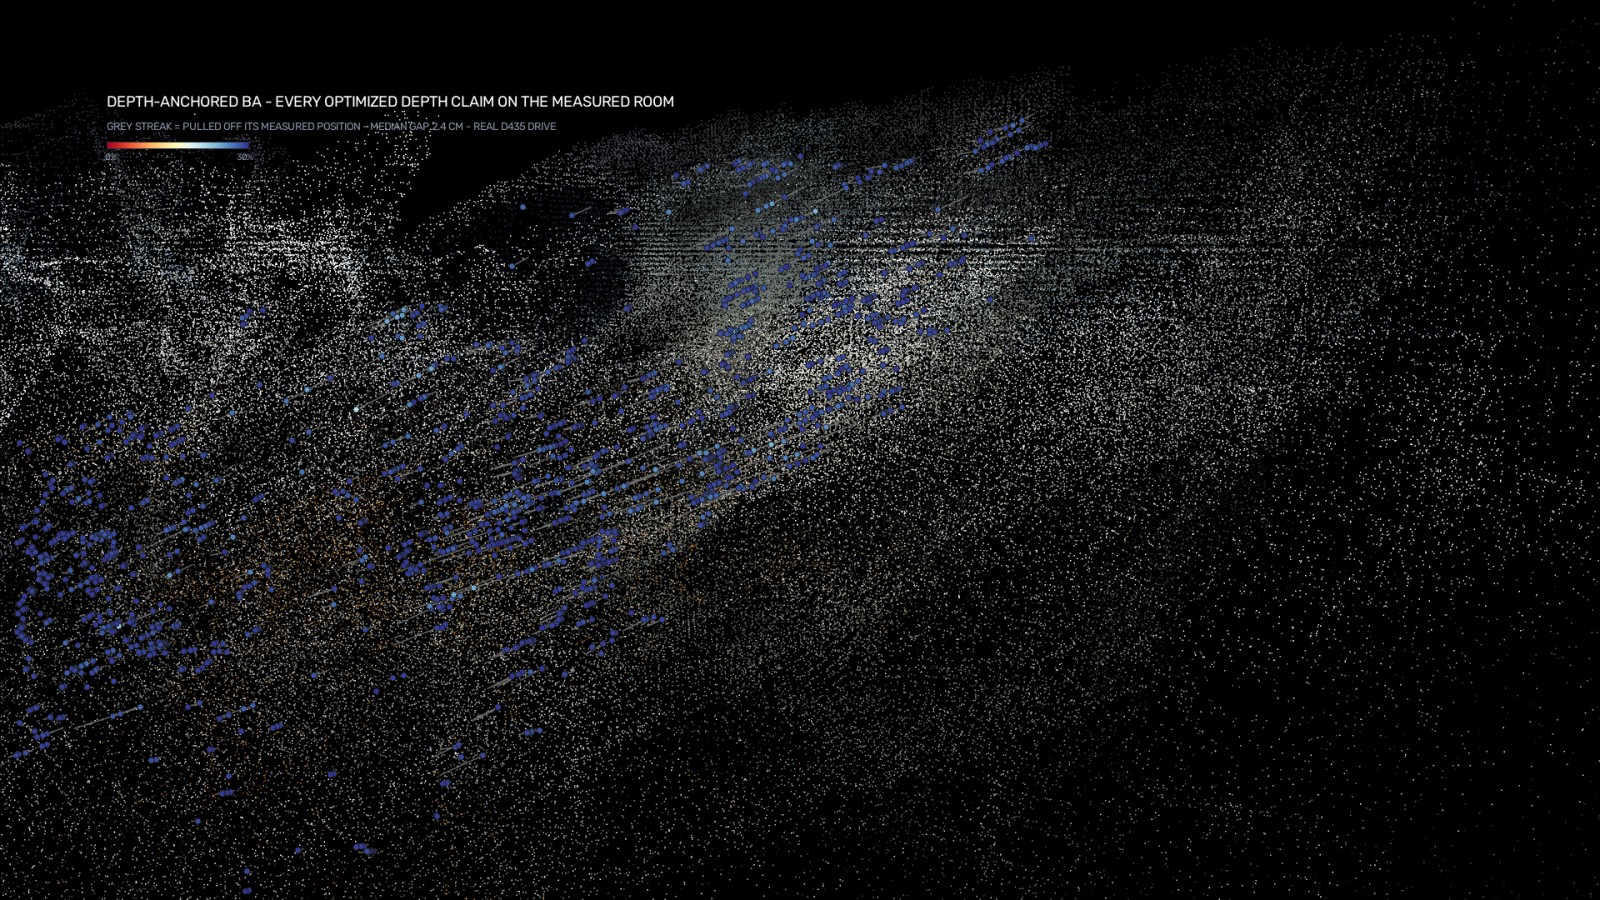 DEPTH-ANCHORED BA - EVERY OPTIMIZED DEPTH CLAIM ON THE MEASURED ROOM
GREY STREAK = PULLED OFF ITS MEASURED POSITION - MEDIAN GAP 2.4 CM - REAL D435 DRIVE
0% 30%